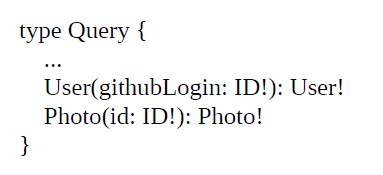 type Query {
...
User(githubLogin: ID!): User!
Photo(id: ID!): Photo!
}